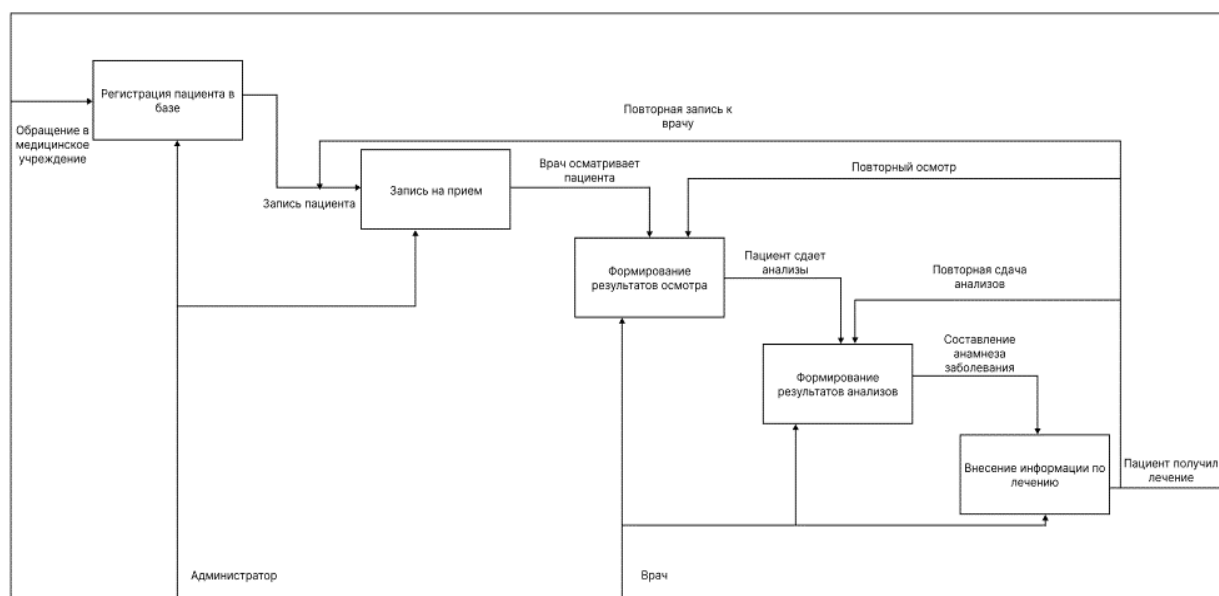 Регистрация пациента в
базе
Обращение в
медицинское
учреждение
Повторная запись к
врачу
Врач осматривает
пациента
Повторный осмотр
Запись на прием
Запись пациента
Формирование
результатов осмотра
Пациент сдает
анализы
Повторная сдача
анализов
Составление
анамнеза
заболевания
Формирование
результатов анализов
Внесение информации по
лечению
Пациент получил
лечение
Администратор
Врач